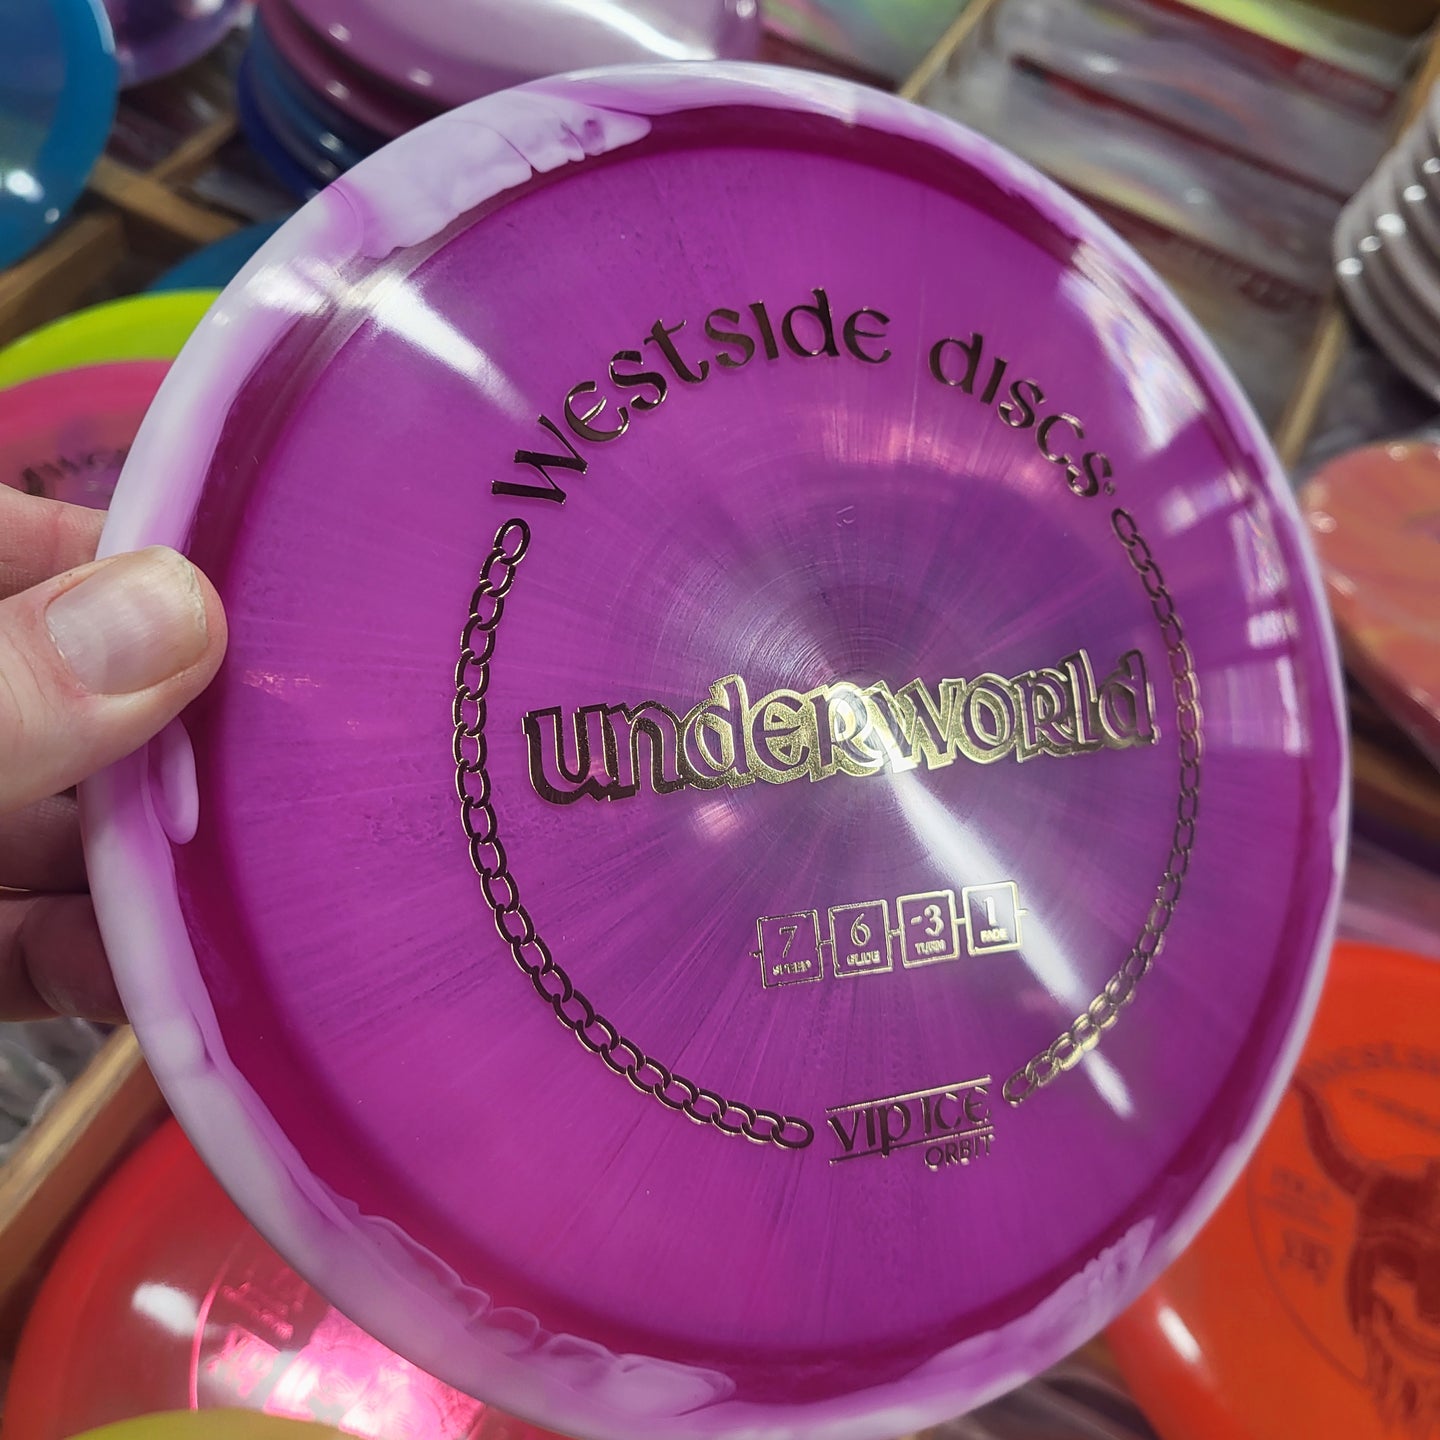 Westside discs
underworld
7 6 -3 1
SPEED GLIDE TURN FADE
VIP ICE
ORBIT